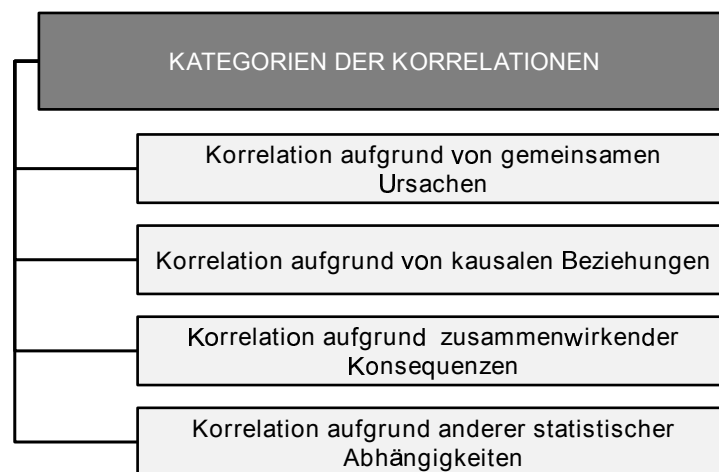 KATEGORIEN DER KORRELATIONEN
Korrelation aufgrund von gemeinsamen
Ursachen
Korrelation aufgrund von kausalen Beziehungen
Korrelation aufgrund zusammenwirkender
Konsequenzen
Korrelation aufgrund anderer statistischer
Abhängigkeiten